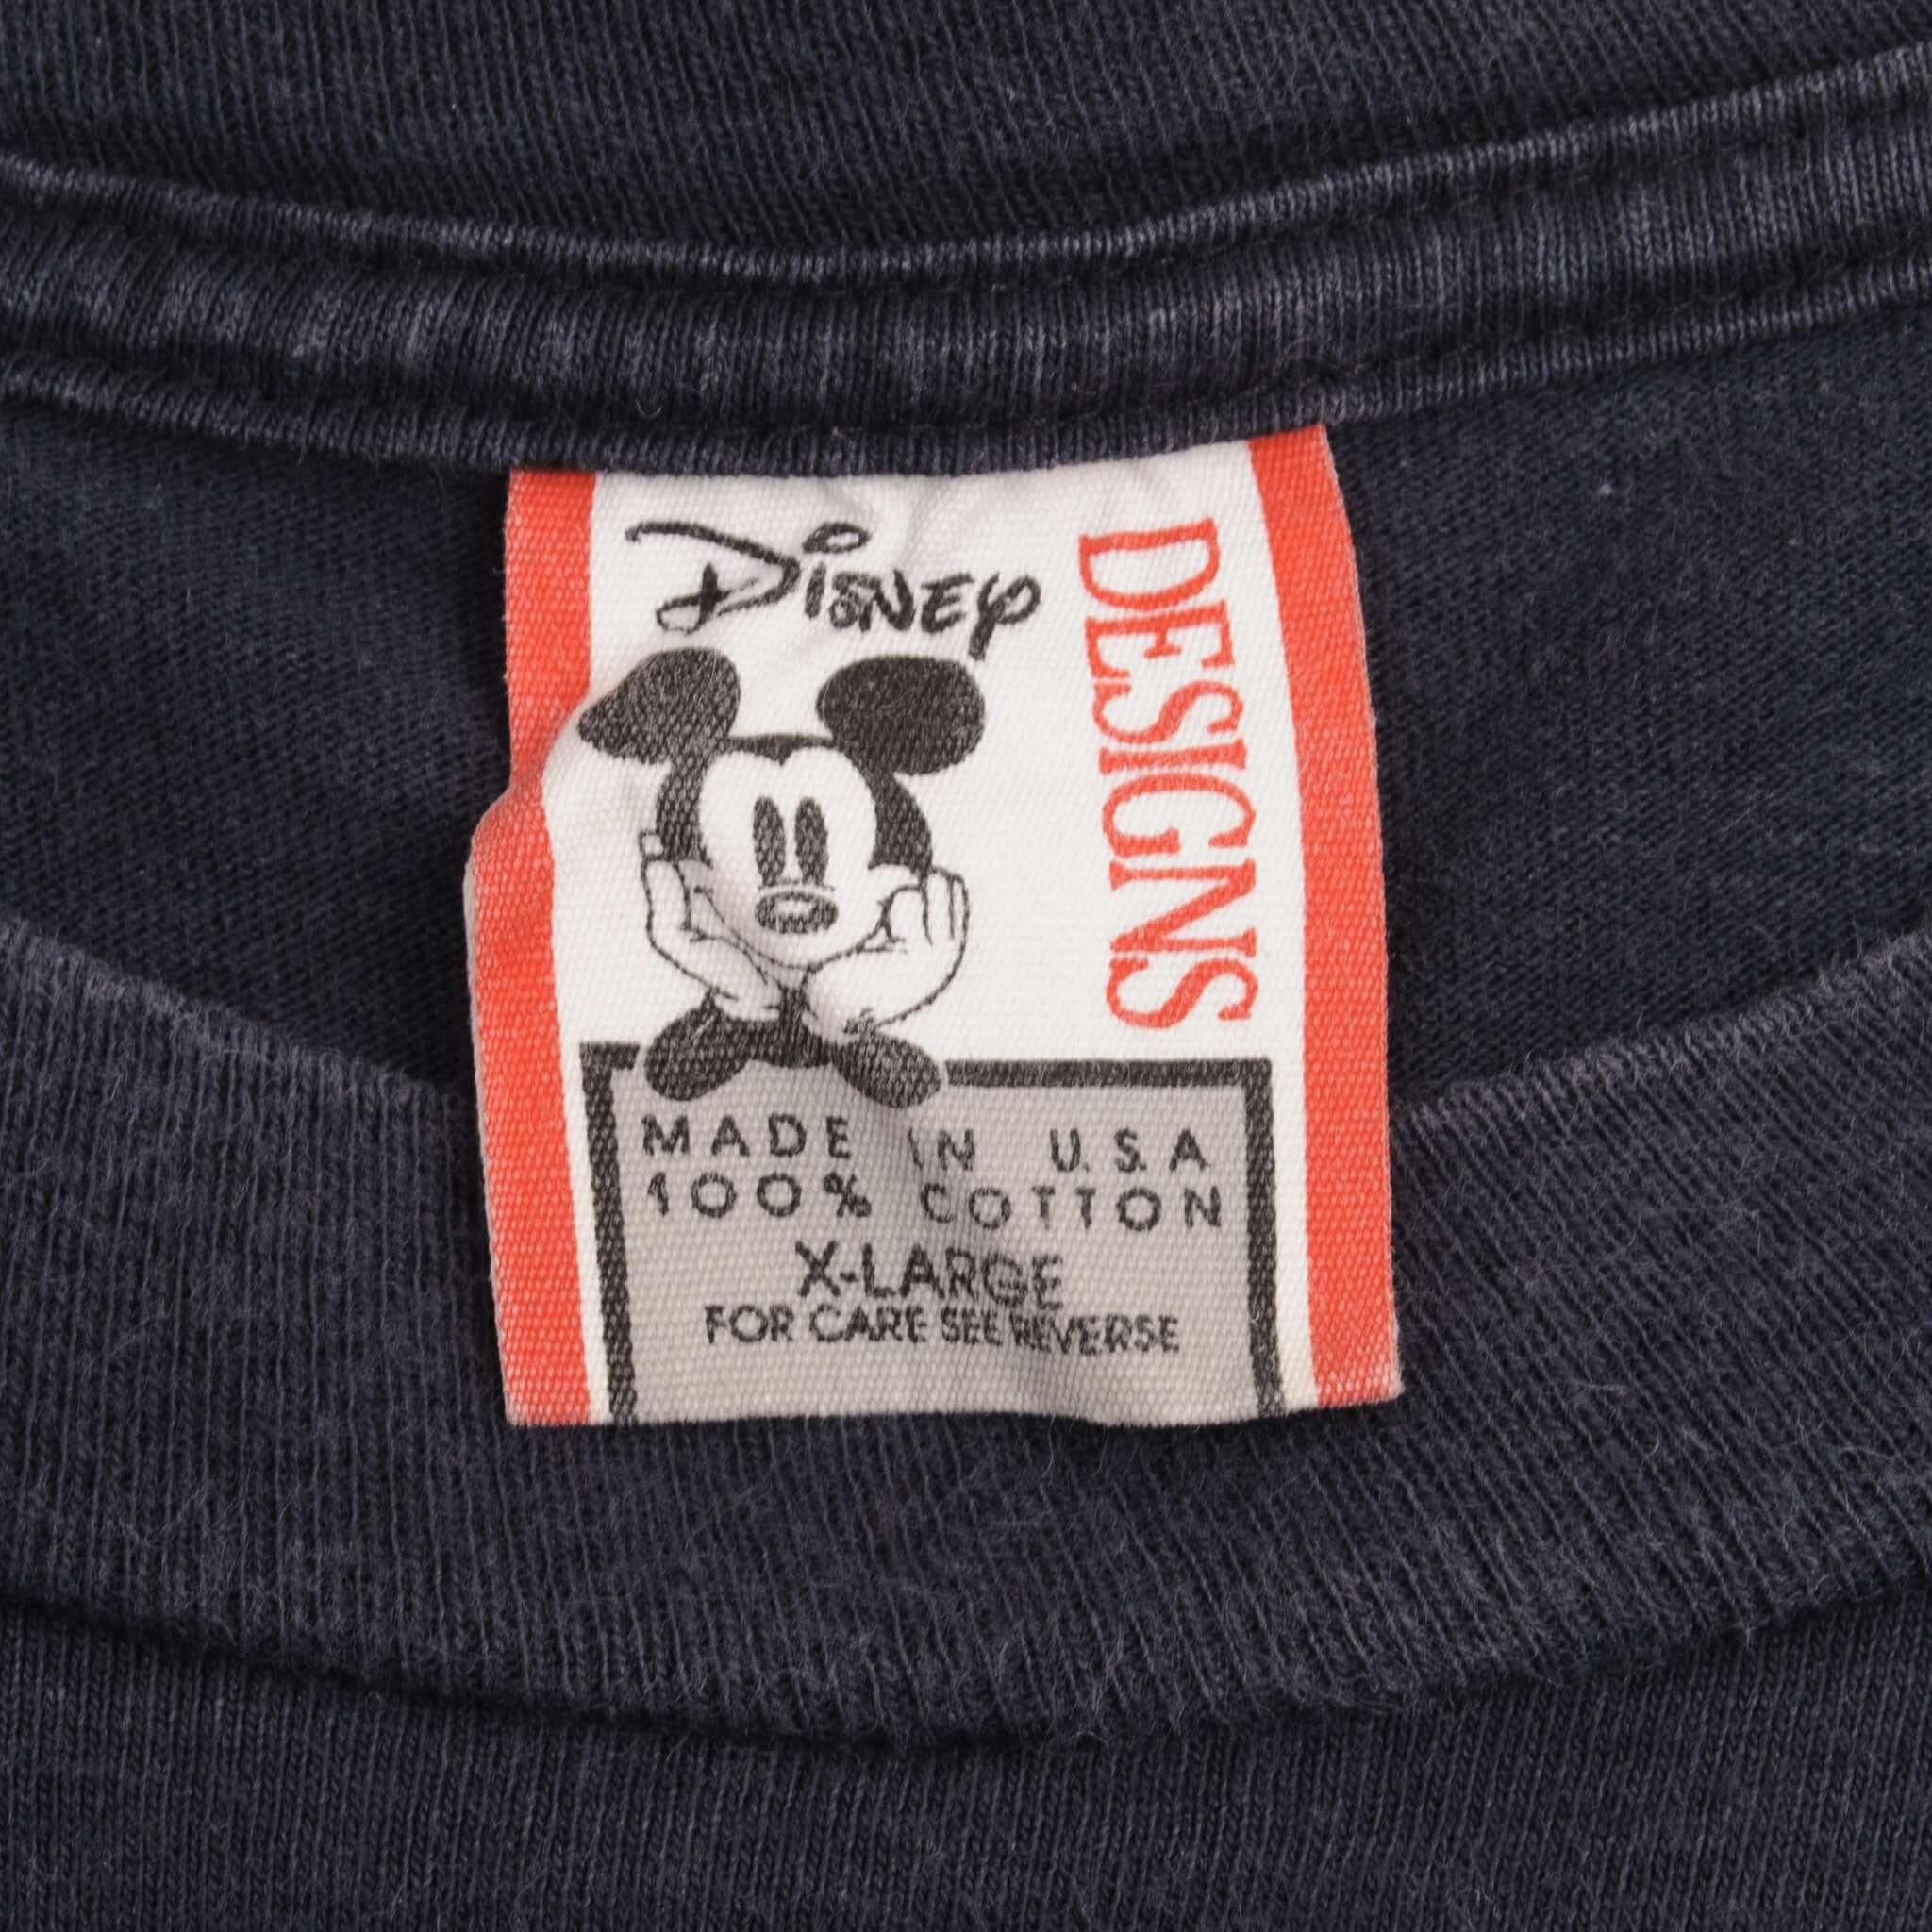 Disney
DESIGNS
MADE IN U.S.A
100% COTTON
X-LARGE
FOR CARE SEE REVERSE